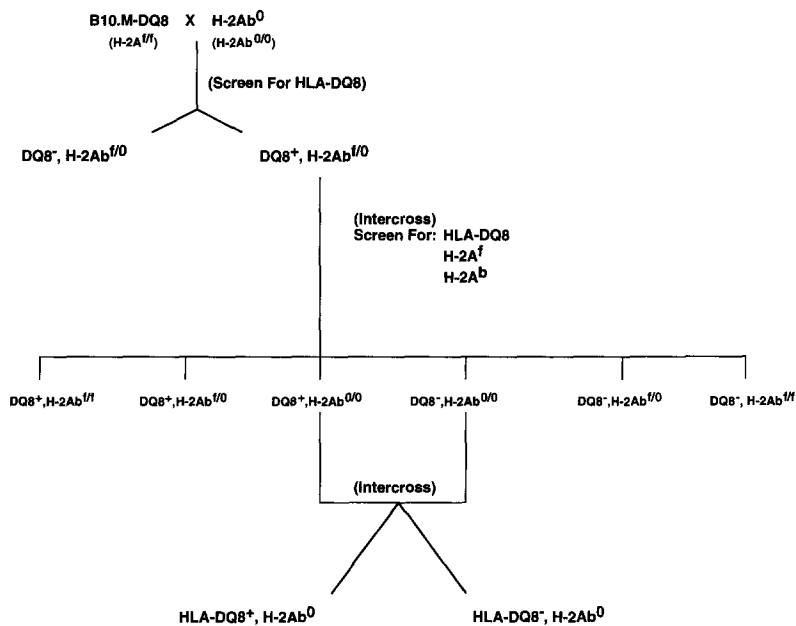 B10.M-DQ8 X H-2Ab⁰
(H-2Aᶠ/ᶠ) (H-2Ab⁰/⁰)
(Screen For HLA-DQ8)
DQ8⁻, H-2Abᶠ/⁰ DQ8⁺, H-2Abᶠ/⁰
(Intercross)
Screen For: HLA-DQ8
H-2Aᶠ
H-2Aᵇ
DQ8⁺,H-2Abᶠ/ᶠ DQ8⁺,H-2Abᶠ/⁰ DQ8⁺,H-2Ab⁰/⁰ DQ8⁻,H-2Ab⁰/⁰ DQ8⁻,H-2Abᶠ/⁰ DQ8⁻, H-2Abᶠ/ᶠ
(Intercross)
HLA-DQ8⁺, H-2Ab⁰ HLA-DQ8⁻, H-2Ab⁰